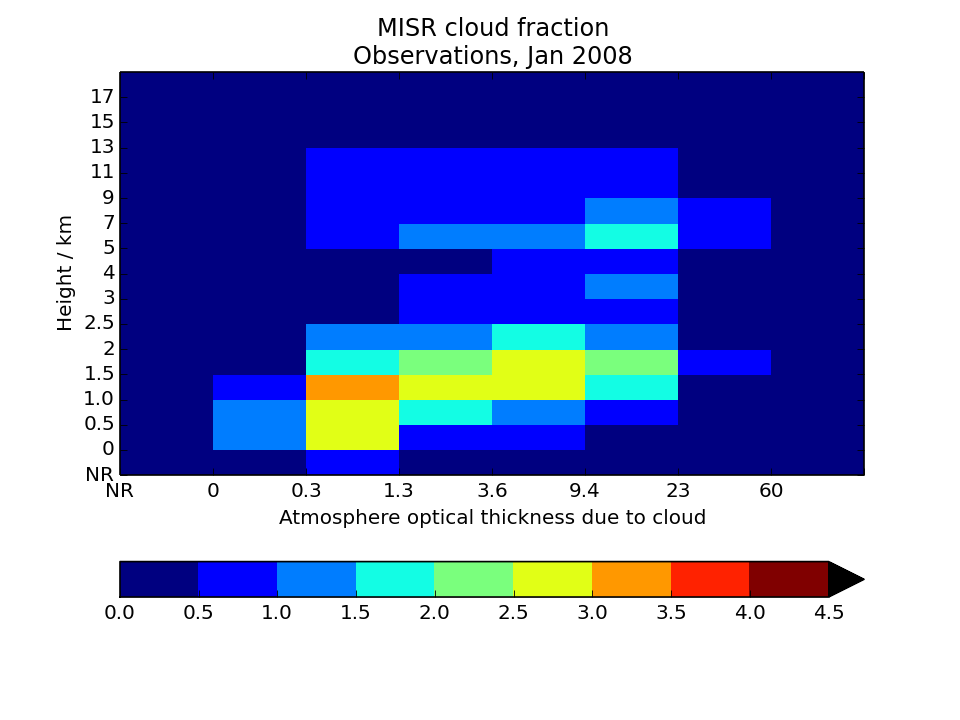 MISR cloud fraction
Observations, Jan 2008
Height / km
17
15
13
11
9
7
5
4
3
2.5
2
1.5
1.0
0.5
0
NR
NR 0 0.3 1.3 3.6 9.4 23 60
Atmosphere optical thickness due to cloud
0.0 0.5 1.0 1.5 2.0 2.5 3.0 3.5 4.0 4.5